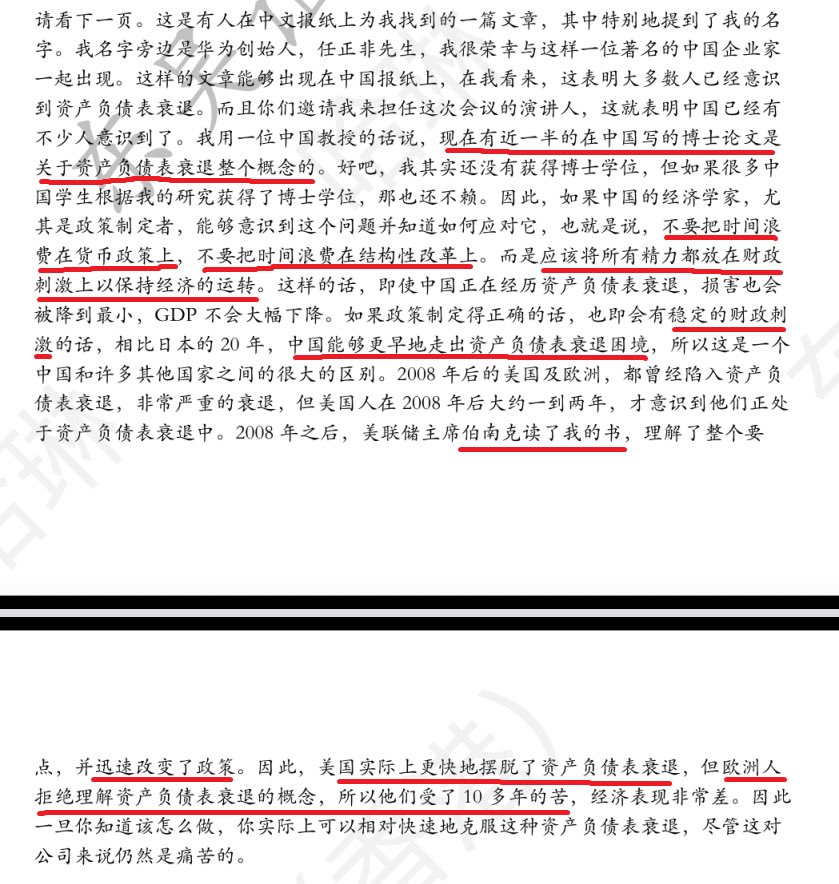 请看下一页。这是有人在中文报纸上为我找到的一篇文章，其中特别地提到了我的名
字。我名字旁边是华为创始人，任正非先生，我很荣幸与这样一位著名的中国企业家
一起出现。这样的文章能够出现在中国报纸上，在我看来，这表明大多数人已经意识
到资产负债表衰退。而且你们邀请我来担任这次会议的演讲人，这就表明中国已经有
不少人意识到了。我用一位中国教授的话说，现在有近一半的在中国写的博士论文是
关于资产负债表衰退整个概念的。好吧，我其实还没有获得博士学位，但如果很多中
国学生根据我的研究获得了博士学位，那也还不赖。因此，如果中国的经济学家，尤
其是政策制定者，能够意识到这个问题并知道如何应对它，也就是说，不要把时间浪
费在货币政策上，不要把时间浪费在结构性改革上。而是应该将所有精力都放在财政
刺激上以保持经济的运转。这样的话，即使中国正在经历资产负债表衰退，损害也会
被降到最小，GDP 不会大幅下降。如果政策制定得正确的话，也即会有稳定的财政刺
激的话，相比日本的 20 年，中国能够更早地走出资产负债表衰退困境，所以这是一个
中国和许多其他国家之间的很大的区别。2008 年后的美国及欧洲，都曾经陷入资产负
债表衰退，非常严重的衰退，但美国人在 2008 年后大约一到两年，才意识到他们正处
于资产负债表衰退中。2008 年之后，美联储主席伯南克读了我的书，理解了整个要
点，并迅速改变了政策。因此，美国实际上更快地摆脱了资产负债表衰退，但欧洲人
拒绝理解资产负债表衰退的概念，所以他们受了 10 多年的苦，经济表现非常差。因此
一旦你知道该怎么做，你实际上可以相对快速地克服这种资产负债表衰退，尽管这对
公司来说仍然是痛苦的。